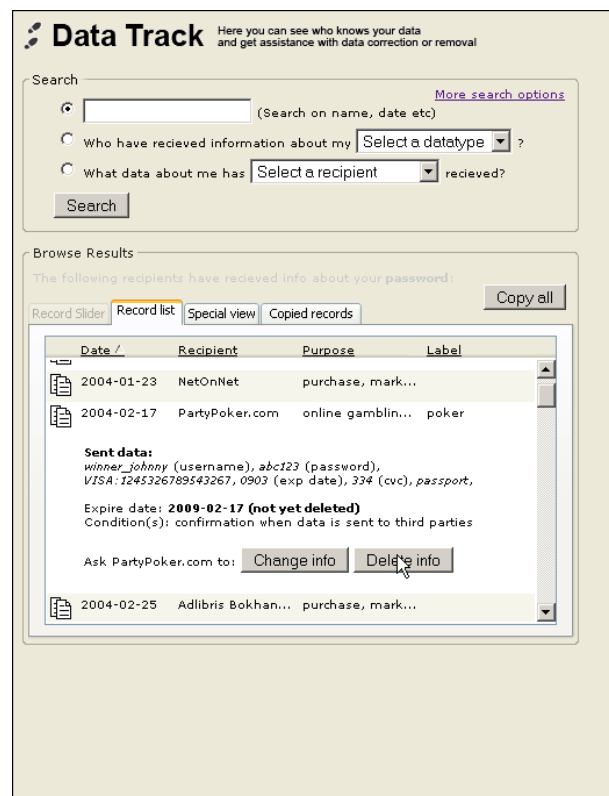 Data Track
Here you can see who knows your data
and get assistance with data correction or removal
Search
More search options
(Search on name, date etc)
Who have recieved information about my Select a datatype ?
What data about me has Select a recipient recieved?
Search
Browse Results
The following recipients have recieved info about your password:
Copy all
Record Slider Record list Special view Copied records
Date / Recipient Purpose Label
2004-01-23 NetOnNet purchase, mark...
2004-02-17 PartyPoker.com online gamblin... poker
Sent data:
winner_johnny (username), abc123 (password),
VISA:1245326789543267, 0903 (exp date), 334 (cvc), passport,
Expire date: 2009-02-17 (not yet deleted)
Condition(s): confirmation when data is sent to third parties
Ask PartyPoker.com to: Change info Delete info
2004-02-25 Adlibris Bokhan... purchase, mark...